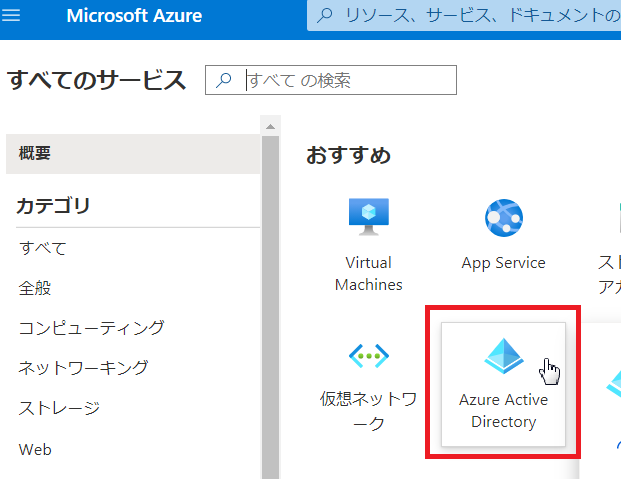 Microsoft Azure
リソース、サービス、ドキュメントの
すべてのサービス
すべて の検索
概要
カテゴリ
すべて
全般
コンピューティング
ネットワーキング
ストレージ
Web
おすすめ
Virtual
Machines
App Service
スト
アカ
仮想ネットワ
ーク
Azure Active
Directory